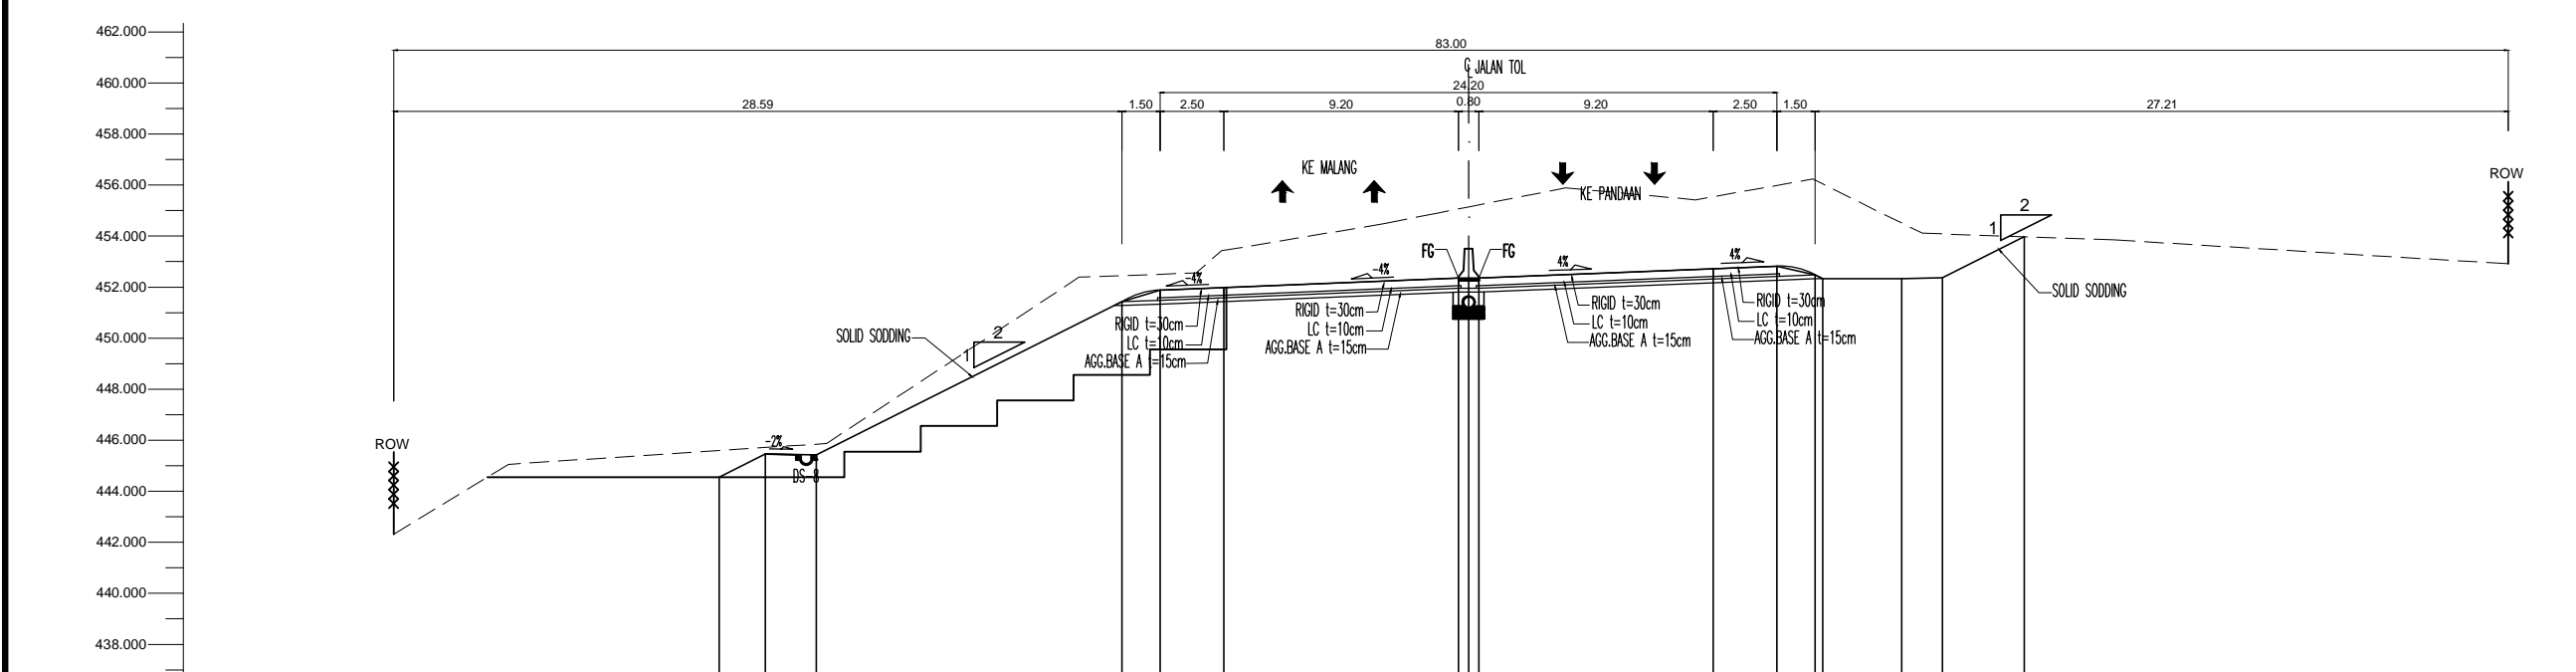 462.000
83.00
CL JALAN TOL
460.000
24.20
28.59 1.50 2.50 9.20 0.80 9.20 2.50 1.50 27.21
458.000
KE MALANG
456.000
KE PANDAAN
ROW
454.000
2
1
FG FG
4%
4%
-4%
-4%
452.000
SOLID SODDING
RIGID t=30cm
LC t=10cm
AGG.BASE A t=15cm
RIGID t=30cm
LC t=10cm
AGG.BASE A t=15cm
RIGID t=30cm
LC t=10cm
AGG.BASE A t=15cm
RIGID t=30cm
LC t=10cm
AGG.BASE A t=15cm
450.000
SOLID SODDING
2
1
448.000
446.000
ROW
-2%
DS-8
444.000
442.000
440.000
438.000